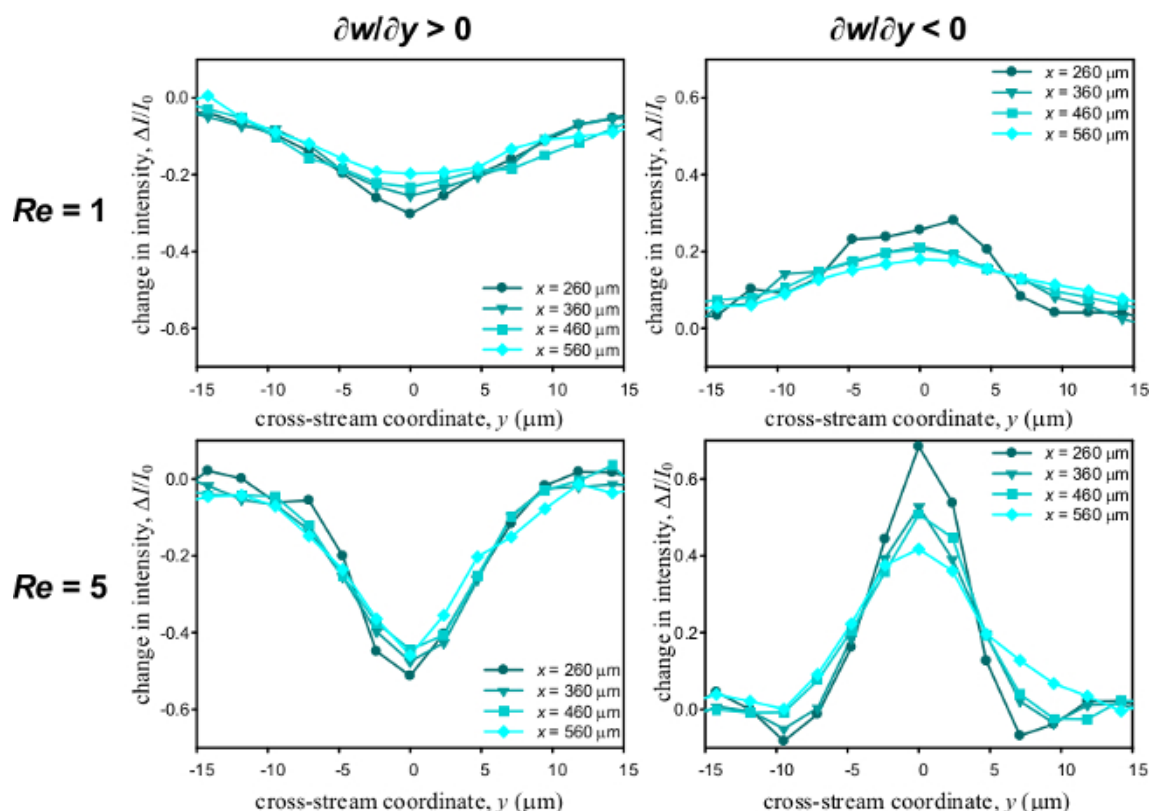 ∂w/∂y > 0
∂w/∂y < 0
Re = 1
change in intensity, ΔI/I₀
0.0
-0.2
-0.4
-0.6
x = 260 μm
x = 360 μm
x = 460 μm
x = 560 μm
-15
-10
-5
0
5
10
15
cross-stream coordinate, y (μm)
change in intensity, ΔI/I₀
0.6
0.4
0.2
0.0
x = 260 μm
x = 360 μm
x = 460 μm
x = 560 μm
-15
-10
-5
0
5
10
15
cross-stream coordinate, y (μm)
Re = 5
change in intensity, ΔI/I₀
0.0
-0.2
-0.4
-0.6
x = 260 μm
x = 360 μm
x = 460 μm
x = 560 μm
-15
-10
-5
0
5
10
15
cross-stream coordinate, y (μm)
change in intensity, ΔI/I₀
0.6
0.4
0.2
0.0
x = 260 μm
x = 360 μm
x = 460 μm
x = 560 μm
-15
-10
-5
0
5
10
15
cross-stream coordinate, y (μm)